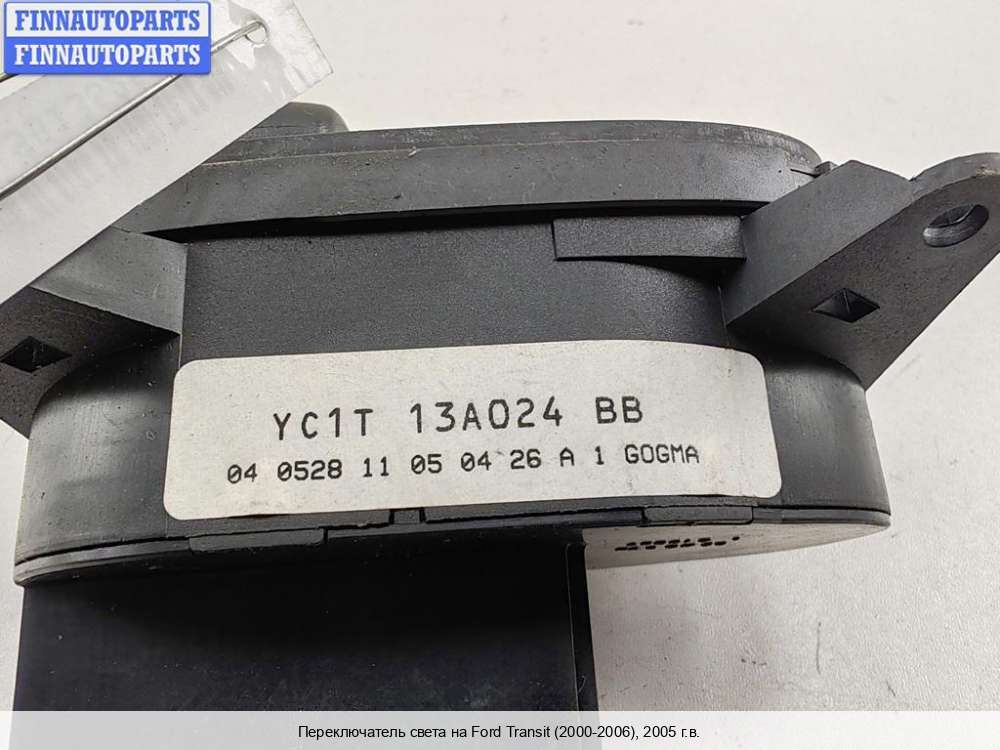 FINNAUTOPARTS
FINNAUTOPARTS
YC1T 13A024 BB
04 0528 11 05 04 26 A 1 GOGMA
Переключатель света на Ford Transit (2000-2006), 2005 г.в.